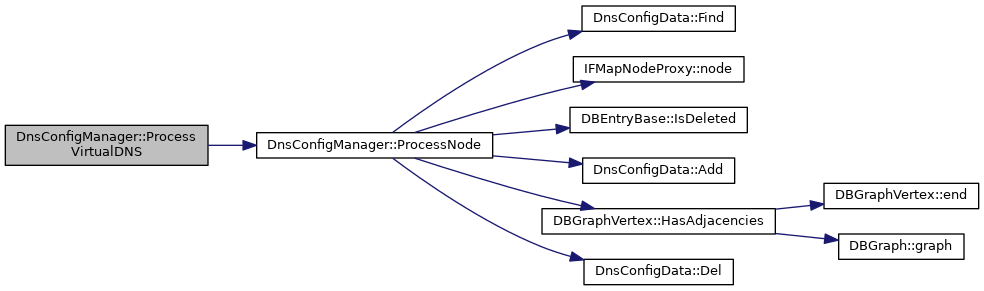 DnsConfigManager::Process
VirtualDNS
DnsConfigManager::ProcessNode
DnsConfigData::Find
IFMapNodeProxy::node
DBEntryBase::IsDeleted
DnsConfigData::Add
DBGraphVertex::HasAdjacencies
DnsConfigData::Del
DBGraphVertex::end
DBGraph::graph